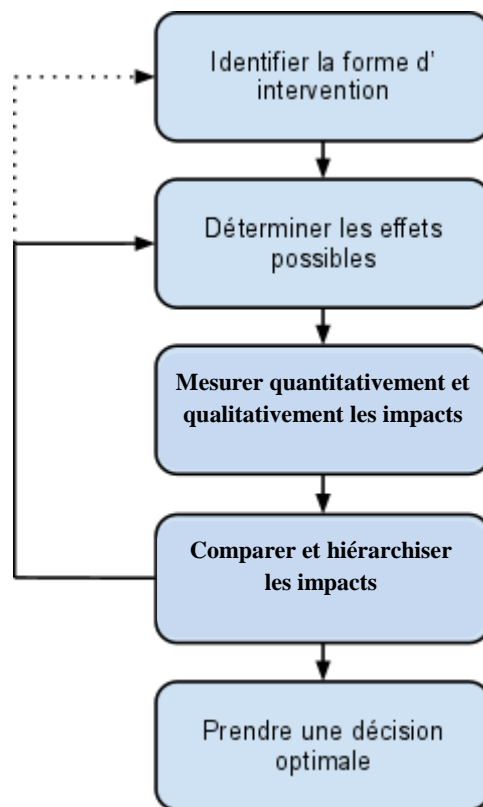 Identifier la forme d'
intervention
Déterminer les effets
possibles
Mesurer quantitativement et
qualitativement les impacts
Comparer et hiérarchiser
les impacts
Prendre une décision
optimale